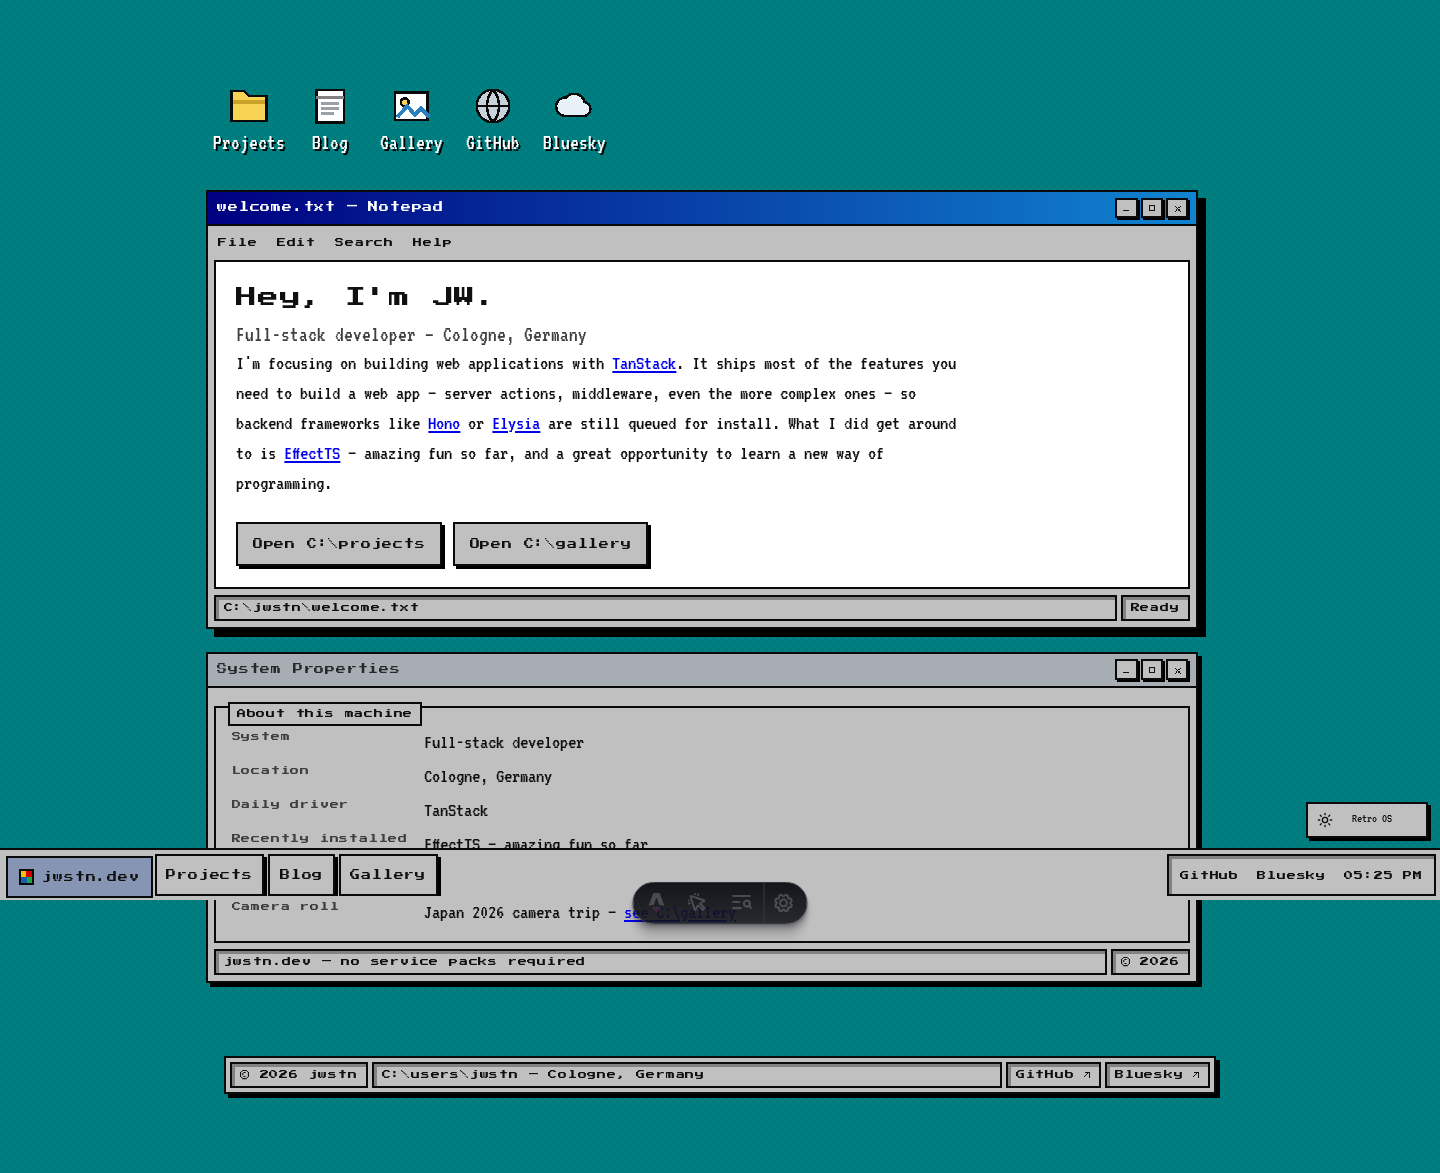 Projects Blog Gallery GitHub Bluesky
welcome.txt — Notepad
File Edit Search Help
Hey, I'm JW.
Full-stack developer — Cologne, Germany
I'm focusing on building web applications with TanStack. It ships most of the features you
need to build a web app — server actions, middleware, even the more complex ones — so
backend frameworks like Hono or Elysia are still queued for install. What I did get around
to is EffectTS — amazing fun so far, and a great opportunity to learn a new way of
programming.
Open C:\projects Open C:\gallery
C:\jwstn\welcome.txt Ready
System Properties
About this machine
System Full-stack developer
Location Cologne, Germany
Daily driver TanStack
Retro OS
Recently installed EffectTS — amazing fun so far
jwstn.dev Projects Blog Gallery GitHub Bluesky 05:25 PM
Camera roll Japan 2026 camera trip — see C:\gallery
jwstn.dev — no service packs required © 2026
© 2026 jwstn C:\users\jwstn — Cologne, Germany GitHub ↗ Bluesky ↗